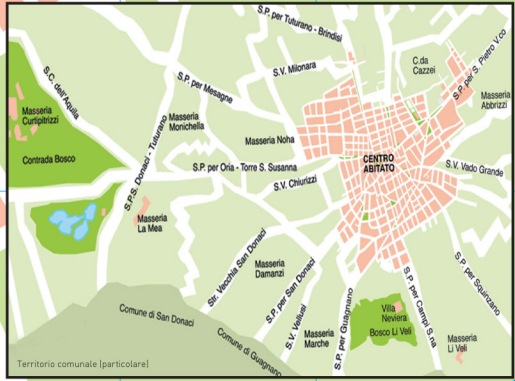 S.P. per Tuturano - Brindisi
S.V. Milonara
C.da
Cazzei
S.P. per S. Pietro V.co
S.C. dell'Aquila
S.P. per Mesagne
Masseria
Curtipitrizzi
Masseria
Monichella
Masseria
Abbrizzi
Contrada Bosco
S.P.S. Donaci - Tuturano
Masseria Noha
S.P. per Oria - Torre S. Susanna
CENTRO
ABITATO
S.V. Vado Grande
S.V. Chiurizzi
Masseria
La Mea
Str. Vecchia San Donaci
Masseria
Damanzi
S.P. per San Donaci
S.P. per Squinzano
S.P. per Campi S.na
Comune di San Donaci
S.V. Vellusi
S.P. per Guagnano
Villa
Neviera
Bosco Li Veli
Masseria
Marche
Masseria
Li Veli
Comune di Guagnano
Territorio comunale (particolare)